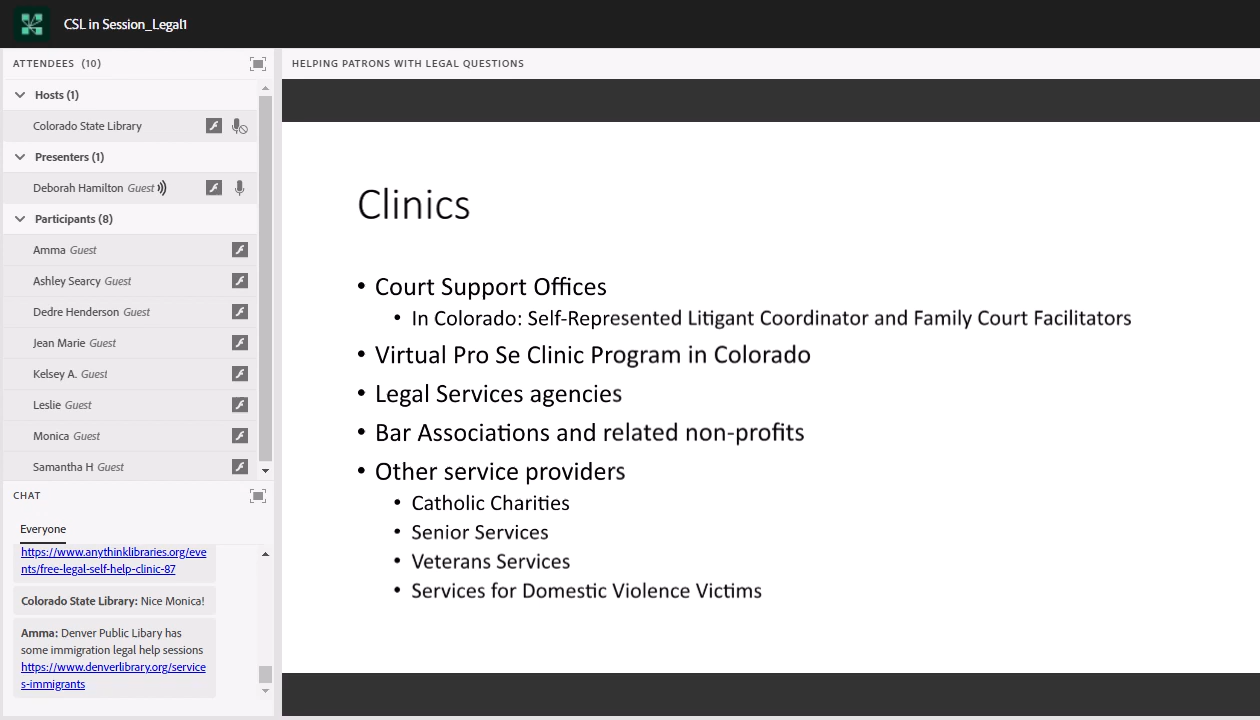 CSL in Session_Legal1
ATTENDEES (10)
Hosts (1)
Colorado State Library
Presenters (1)
Deborah Hamilton Guest
Participants (8)
Amma Guest
Ashley Searcy Guest
Dedre Henderson Guest
Jean Marie Guest
Kelsey A. Guest
Leslie Guest
Monica Guest
Samantha H Guest
CHAT
Everyone
https://www.anythinklibraries.org/eve
nts/free-legal-self-help-clinic-87
Colorado State Library: Nice Monica!
Amma: Denver Public Libary has
some immigration legal help sessions
https://www.denverlibrary.org/service
s-immigrants
HELPING PATRONS WITH LEGAL QUESTIONS
Clinics
• Court Support Offices
• In Colorado: Self-Represented Litigant Coordinator and Family Court Facilitators
• Virtual Pro Se Clinic Program in Colorado
• Legal Services agencies
• Bar Associations and related non-profits
• Other service providers
• Catholic Charities
• Senior Services
• Veterans Services
• Services for Domestic Violence Victims